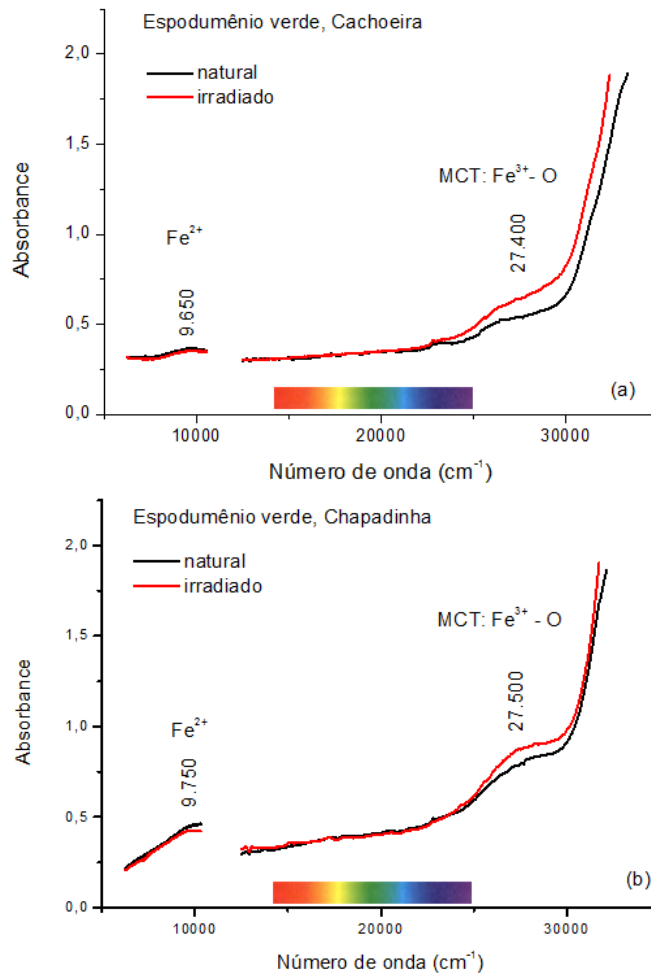 Espodumênio verde, Cachoeira
natural
irradiado
2,0
1,5
1,0
0,5
0,0
Absorbance
Fe²⁺
9.650
MCT: Fe³⁺- O
27.400
(a)
10000 20000 30000
Número de onda (cm⁻¹)
Espodumênio verde, Chapadinha
natural
irradiado
2,0
1,5
1,0
0,5
0,0
Absorbance
Fe²⁺
9.750
MCT: Fe³⁺ - O
27.500
(b)
10000 20000 30000
Número de onda (cm⁻¹)